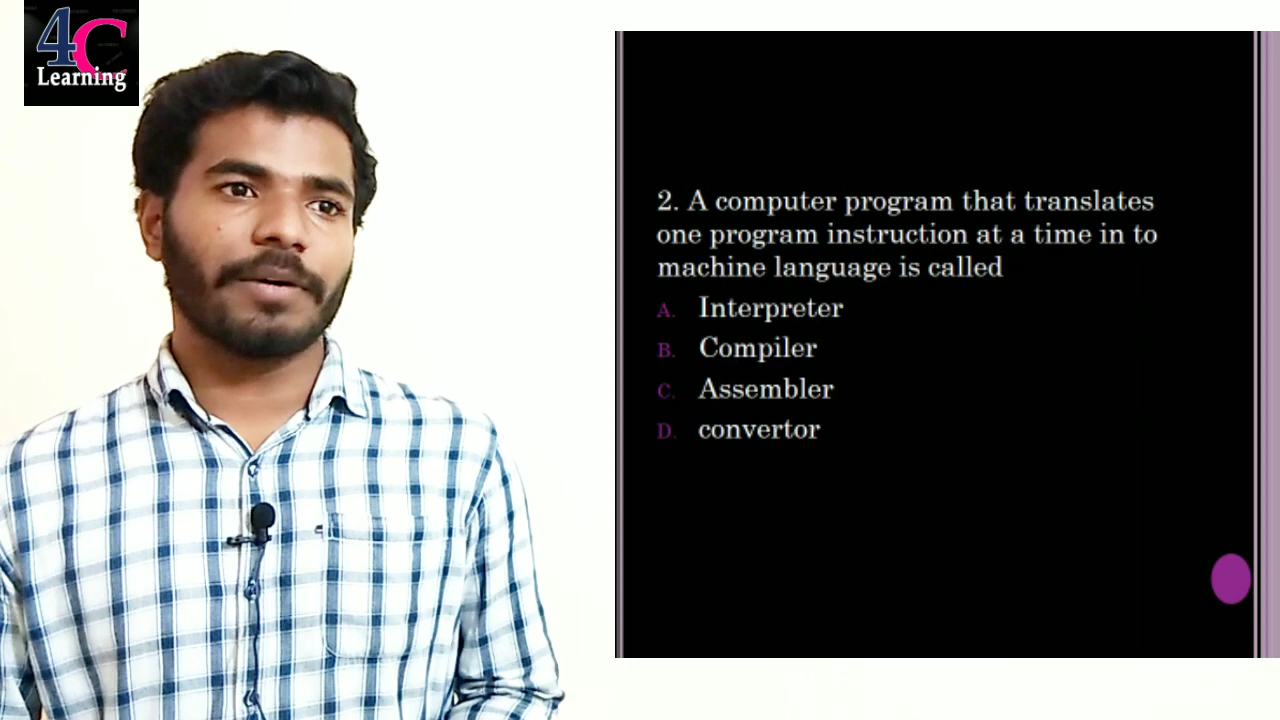 4C
Learning
2. A computer program that translates
one program instruction at a time in to
machine language is called
A. Interpreter
B. Compiler
C. Assembler
D. convertor